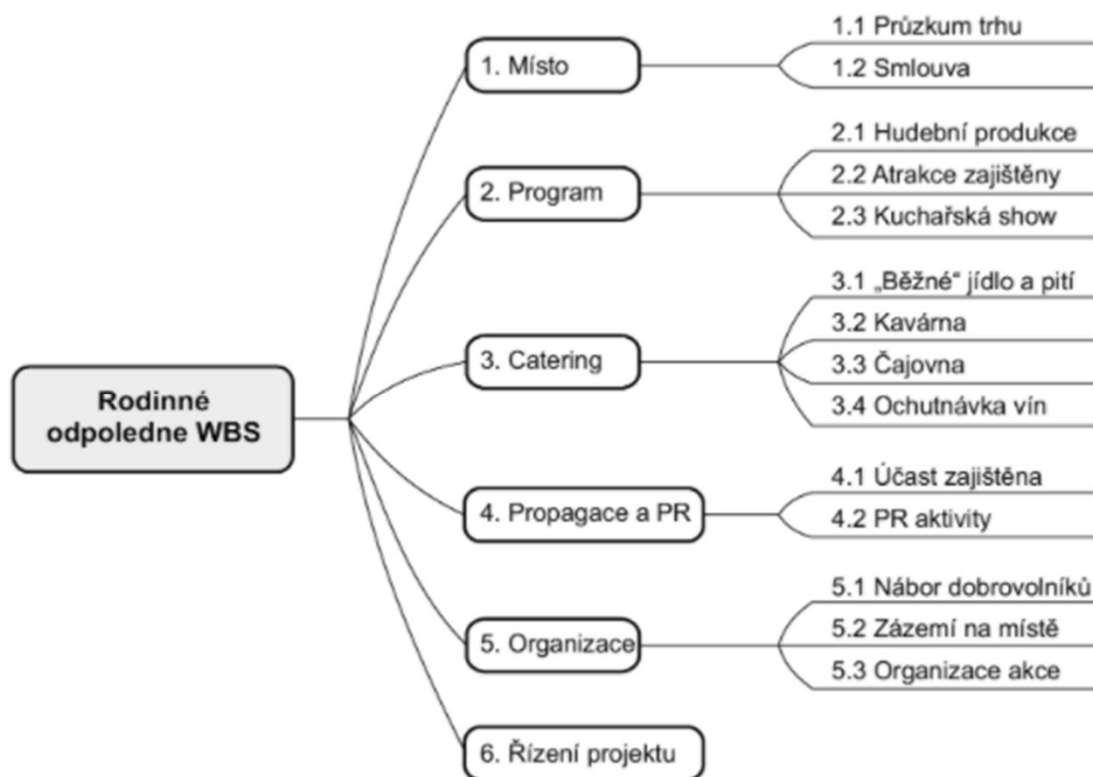 Rodinné
odpoledne WBS
1. Místo
1.1 Průzkum trhu
1.2 Smlouva
2. Program
2.1 Hudební produkce
2.2 Atrakce zajištěny
2.3 Kuchařská show
3. Catering
3.1 „Běžné“ jídlo a pití
3.2 Kavárna
3.3 Čajovna
3.4 Ochutnávka vín
4. Propagace a PR
4.1 Účast zajištěna
4.2 PR aktivity
5. Organizace
5.1 Nábor dobrovolníků
5.2 Zázemí na místě
5.3 Organizace akce
6. Řízení projektu